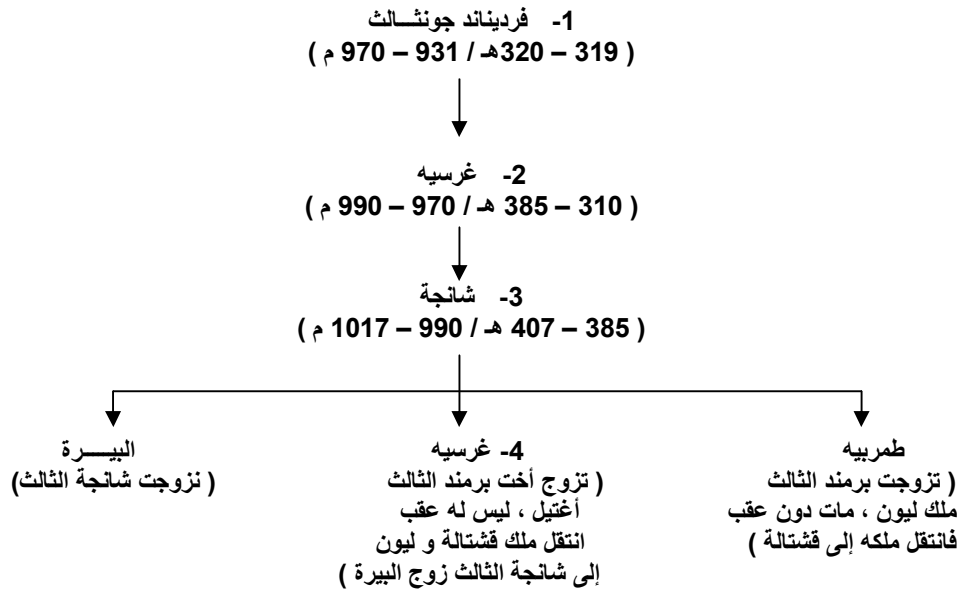 1- فرديناند جونثـــالث
( 319 – 320هـ / 931 – 970 م )
2- غرسيه
( 310 – 385 هـ / 970 – 990 م )
3- شانجة
( 385 – 407 هـ / 990 – 1017 م )
طمربيه
( تزوجت برمند الثالث
ملك ليون ، مات دون عقب
فانتقل ملكه إلى قشتالة )
4- غرسيه
( تزوج أخت برمند الثالث
أغتيل ، ليس له عقب
انتقل ملك قشتالة و ليون
إلى شانجة الثالث زوج البيرة )
البيـــــرة
( نزوجت شانجة الثالث)